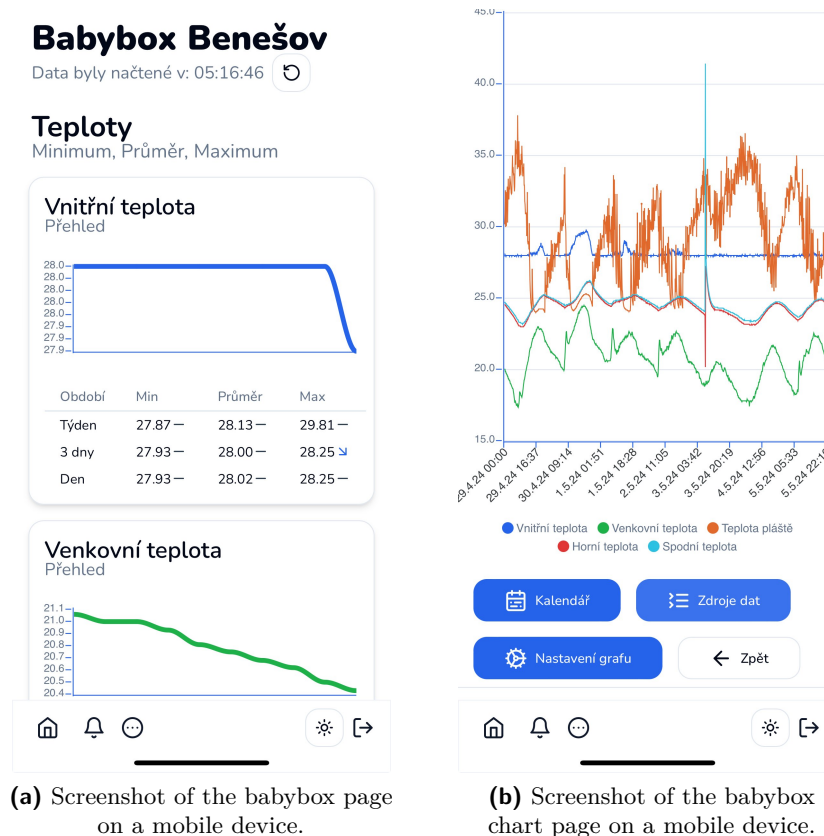 Babybox Benešov
Data byly načtené v: 05:16:46
Teploty
Minimum, Průměr, Maximum
Vnitřní teplota
Přehled
28.0
28.0
28.0
28.0
28.0
27.9
27.9
27.9
Období Min Průměr Max
Týden 27.87 28.13 29.81
3 dny 27.93 28.00 28.25
Den 27.93 28.02 28.25
Venkovní teplota
Přehled
21.1
21.0
20.9
20.8
20.7
20.6
20.5
20.4
(a) Screenshot of the babybox page
on a mobile device.
45.0
40.0
35.0
30.0
25.0
20.0
15.0
29.4.24 00:00
29.4.24 16:37
30.4.24 09:14
1.5.24 01:51
1.5.24 18:28
2.5.24 11:05
3.5.24 03:42
3.5.24 20:19
4.5.24 12:56
5.5.24 05:33
Vnitřní teplota Venkovní teplota Teplota pláště
Horní teplota Spodní teplota
Kalendář Zdroje dat
Nastavení grafu Zpět
(b) Screenshot of the babybox
chart page on a mobile device.